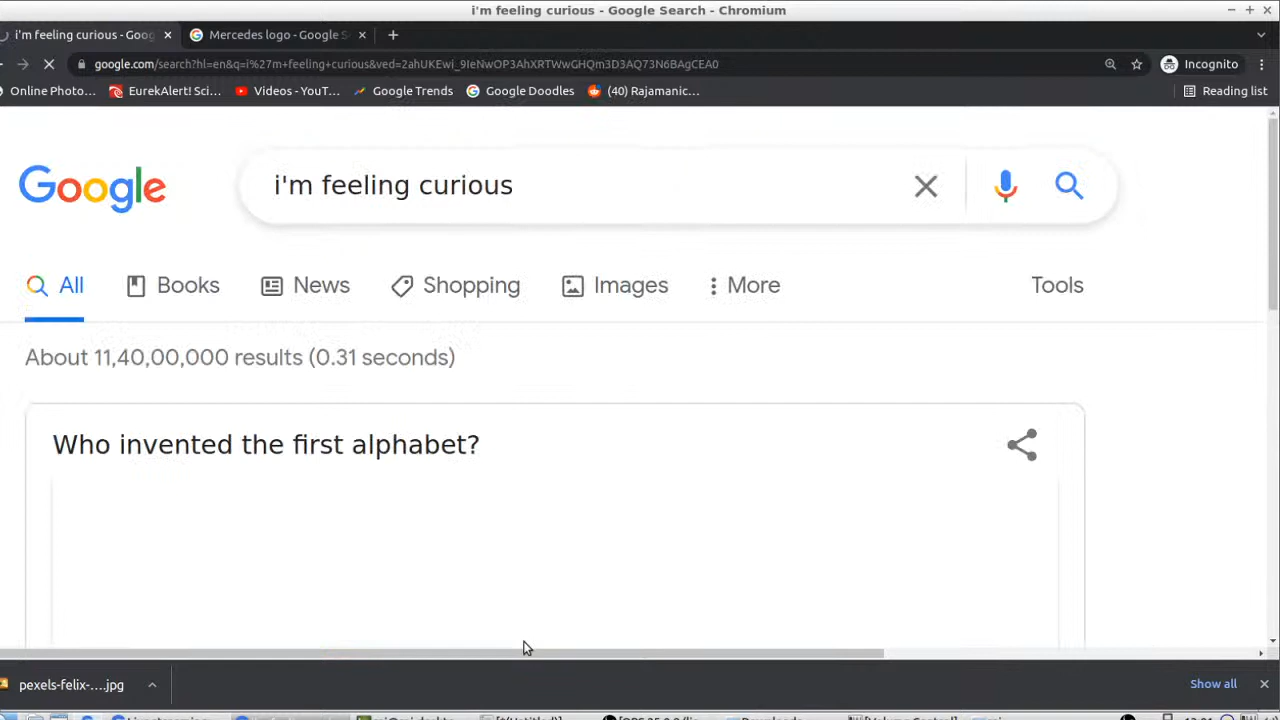 i'm feeling curious - Google Search - Chromium
i'm feeling curious - Goog
Mercedes logo - Google S
google.com/search?hl=en&q=i%27m+feeling+curious&ved=2ahUKEwi_9IeNwOP3AhXRTWwGHQm3D3AQ73N6BAgCEA0
Incognito
Online Photo...
EurekAlert! Sci...
Videos - YouT...
Google Trends
Google Doodles
(40) Rajamanic...
Reading list
Google
i'm feeling curious
All
Books
News
Shopping
Images
More
Tools
About 11,40,00,000 results (0.31 seconds)
Who invented the first alphabet?
pexels-felix-....jpg
Show all